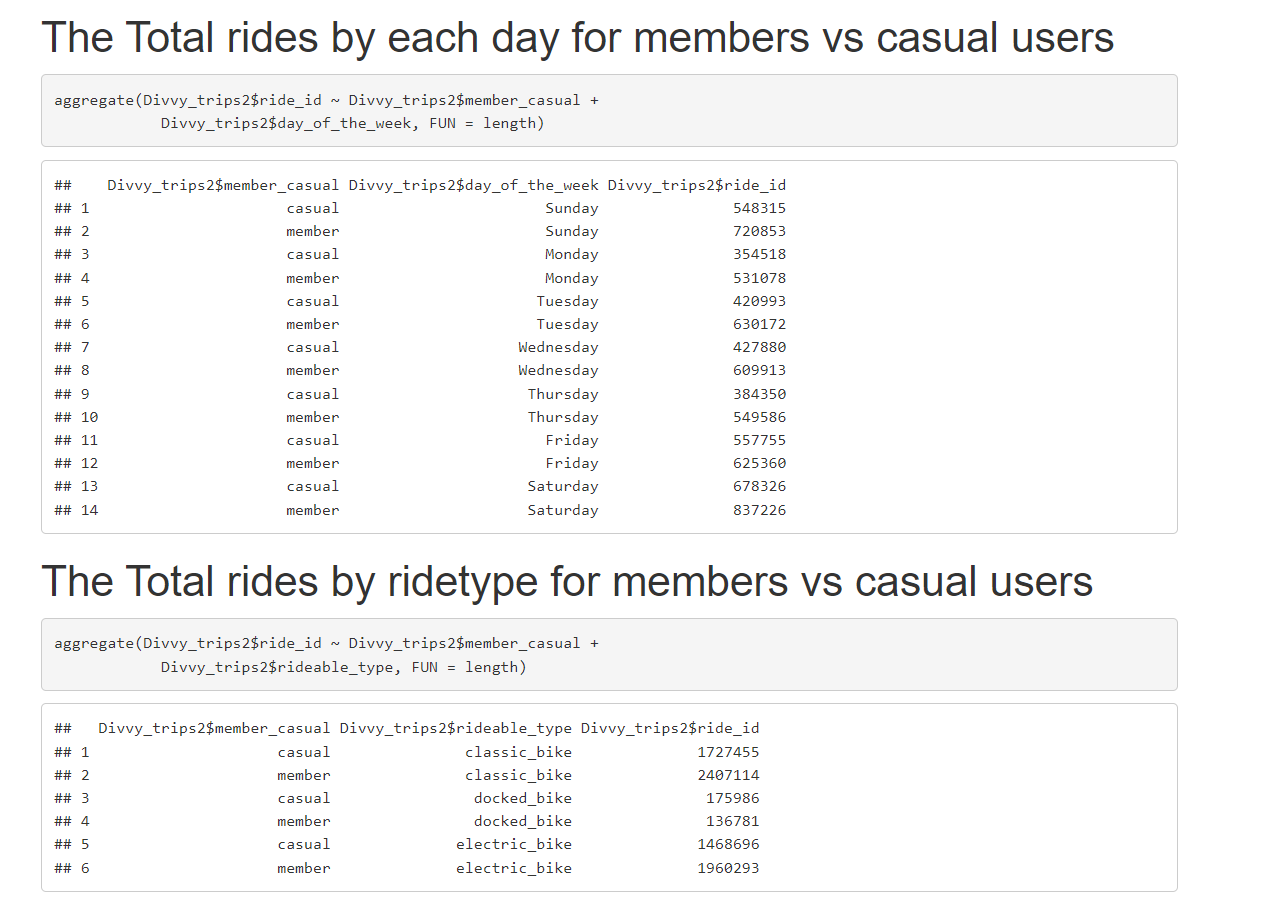 The Total rides by each day for members vs casual users
aggregate(Divvy_trips2$ride_id ~ Divvy_trips2$member_casual +
            Divvy_trips2$day_of_the_week, FUN = length)
##    Divvy_trips2$member_casual Divvy_trips2$day_of_the_week Divvy_trips2$ride_id
## 1                      casual                       Sunday               548315
## 2                      member                       Sunday               720853
## 3                      casual                       Monday               354518
## 4                      member                       Monday               531078
## 5                      casual                      Tuesday               420993
## 6                      member                      Tuesday               630172
## 7                      casual                    Wednesday               427880
## 8                      member                    Wednesday               609913
## 9                      casual                     Thursday               384350
## 10                     member                     Thursday               549586
## 11                     casual                       Friday               557755
## 12                     member                       Friday               625360
## 13                     casual                     Saturday               678326
## 14                     member                     Saturday               837226
The Total rides by ridetype for members vs casual users
aggregate(Divvy_trips2$ride_id ~ Divvy_trips2$member_casual +
            Divvy_trips2$rideable_type, FUN = length)
##   Divvy_trips2$member_casual Divvy_trips2$rideable_type Divvy_trips2$ride_id
## 1                     casual               classic_bike              1727455
## 2                     member               classic_bike              2407114
## 3                     casual                docked_bike               175986
## 4                     member                docked_bike               136781
## 5                     casual              electric_bike              1468696
## 6                     member              electric_bike              1960293